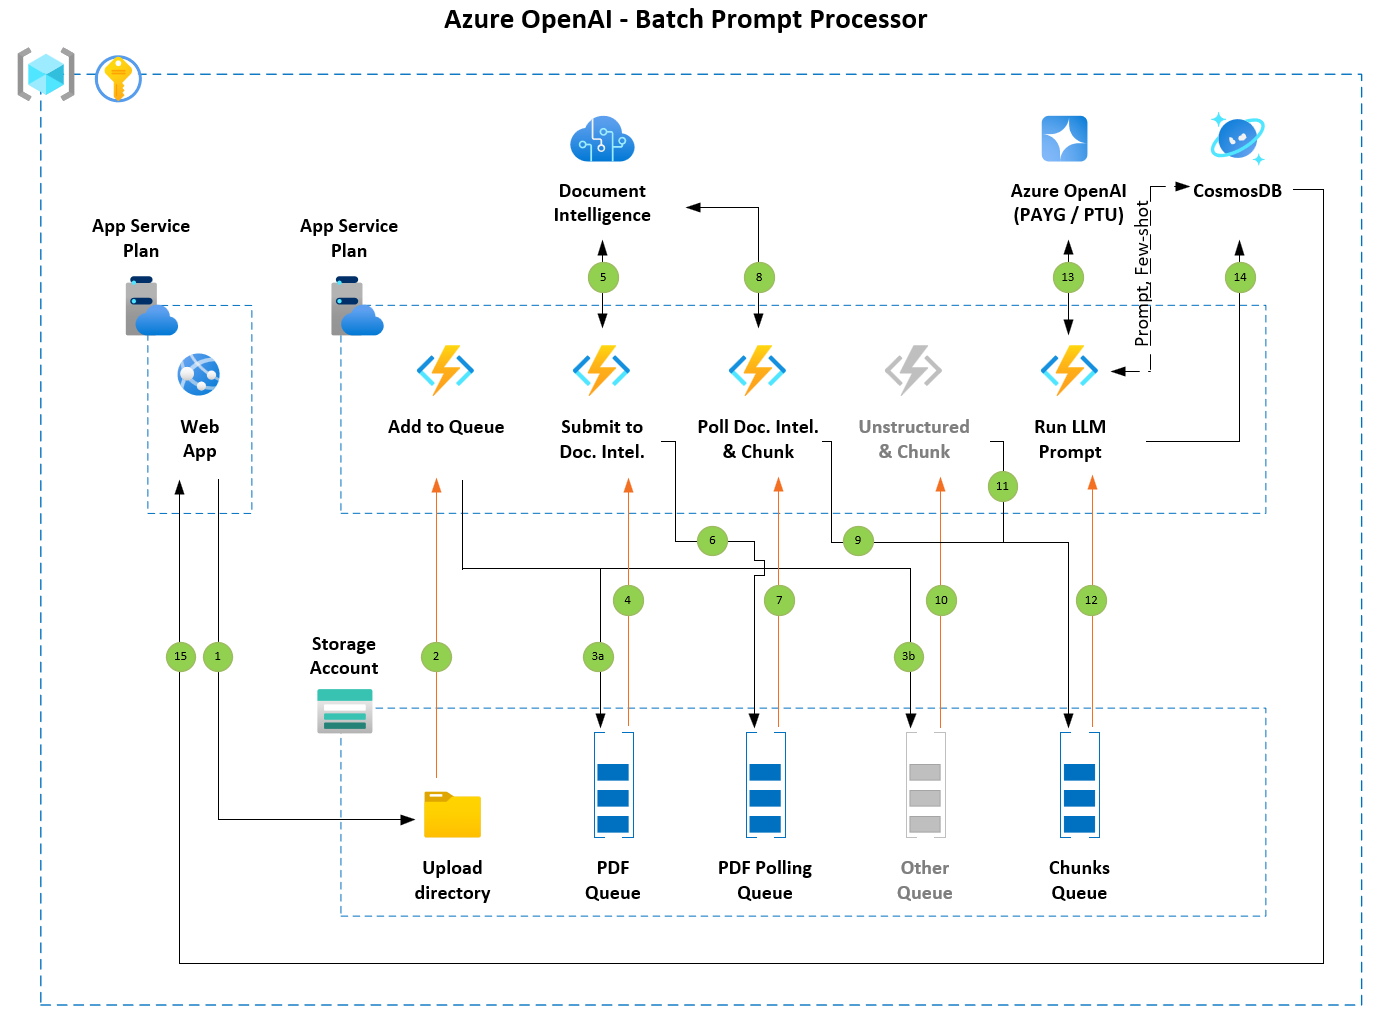 Azure OpenAI - Batch Prompt Processor
Document
Intelligence
Azure OpenAI
(PAYG / PTU)
CosmosDB
App Service
Plan
App Service
Plan
Prompt, Few-shot
5
8
13
14
Web
App
Add to Queue
Submit to
Doc. Intel.
Poll Doc. Intel.
& Chunk
Unstructured
& Chunk
Run LLM
Prompt
11
6
9
4
7
10
12
15
1
2
3a
3b
Storage
Account
Upload
directory
PDF
Queue
PDF Polling
Queue
Other
Queue
Chunks
Queue